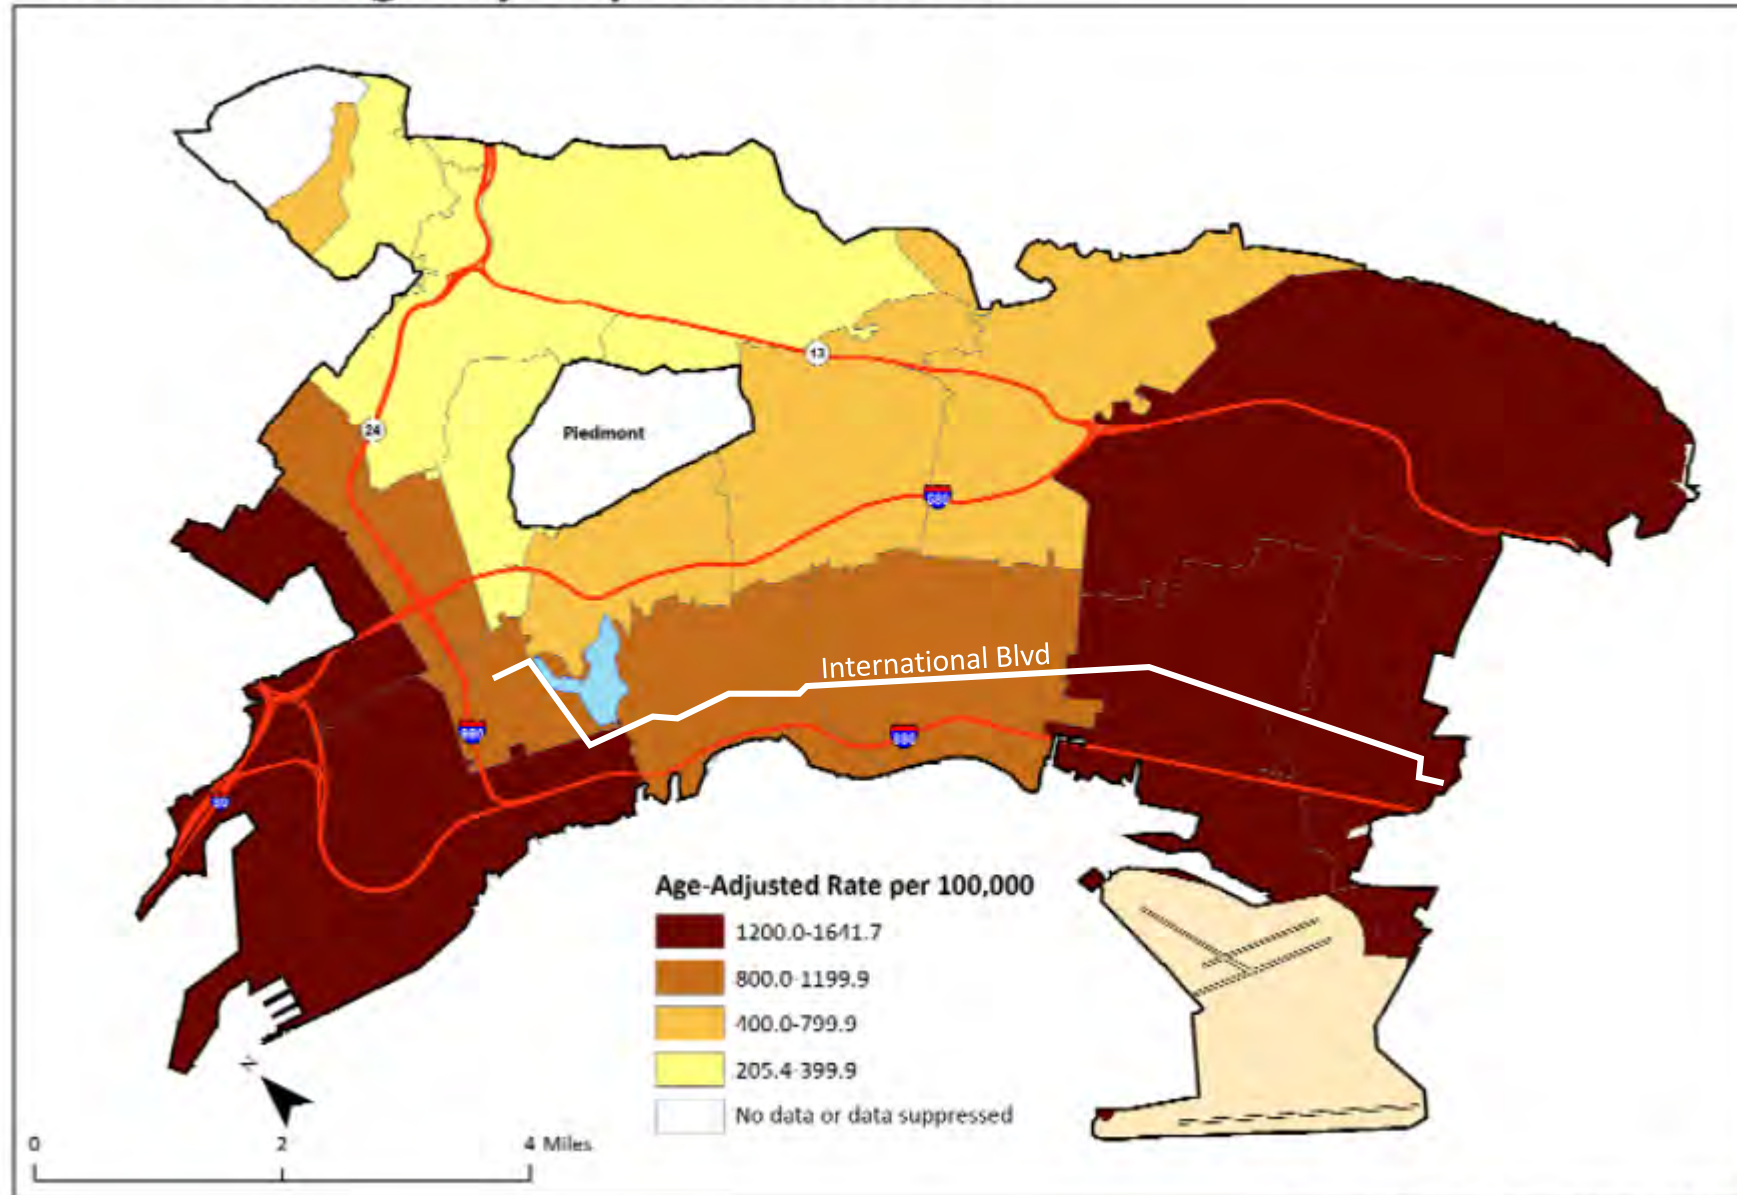 13
Piedmont
24
580
International Blvd
980
880
80
Age-Adjusted Rate per 100,000
1200.0-1641.7
800.0-1199.9
400.0-799.9
205.4-399.9
No data or data suppressed
N
0 2 4 Miles